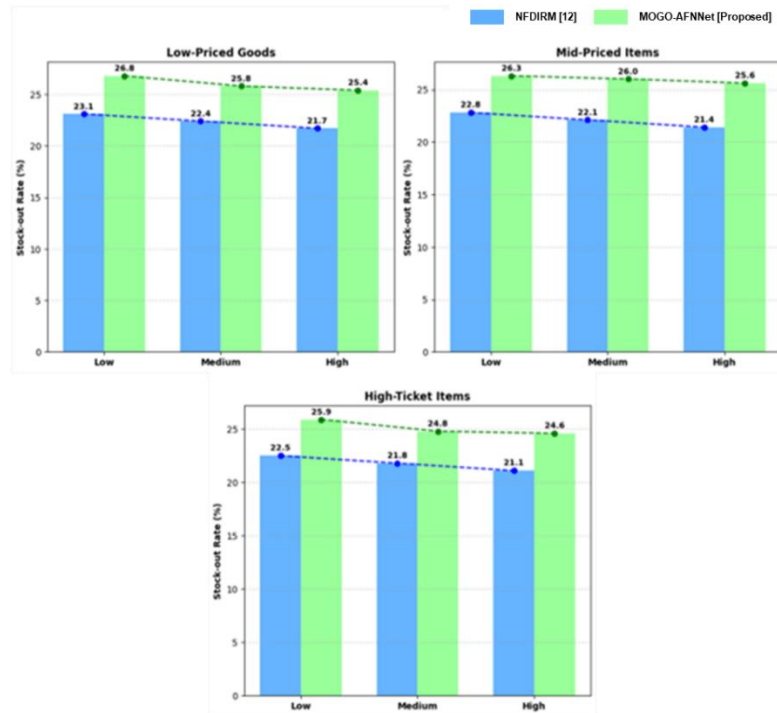 NFDIRM [12] MOGO-AFNNet [Proposed]
Low-Priced Goods
Stock-out Rate (%)
25
20
15
10
5
0
23.1 26.8 22.4 25.8 21.7 25.4
Low Medium High
Mid-Priced Items
Stock-out Rate (%)
25
20
15
10
5
0
22.8 26.3 22.1 26.0 21.4 25.6
Low Medium High
High-Ticket Items
Stock-out Rate (%)
25
20
15
10
5
0
22.5 25.9 21.8 24.8 21.1 24.6
Low Medium High